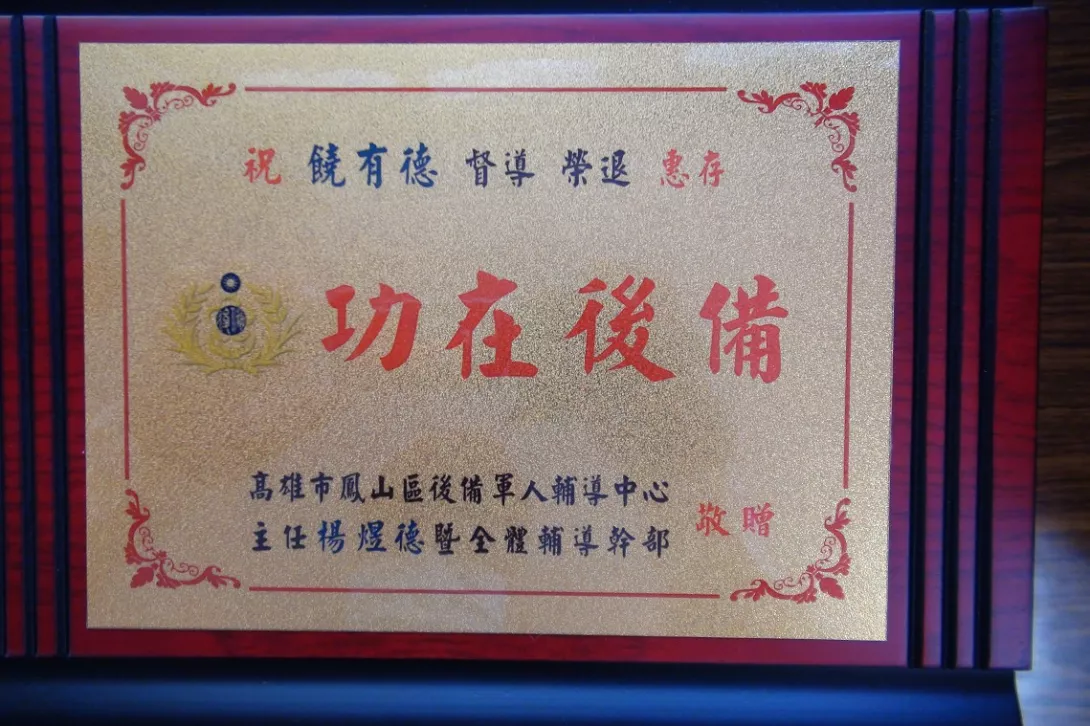 祝 饒有德 督導 榮退 惠存
功在後備
高雄市鳳山區後備軍人輔導中心
主任楊煜德暨全體輔導幹部
敬贈